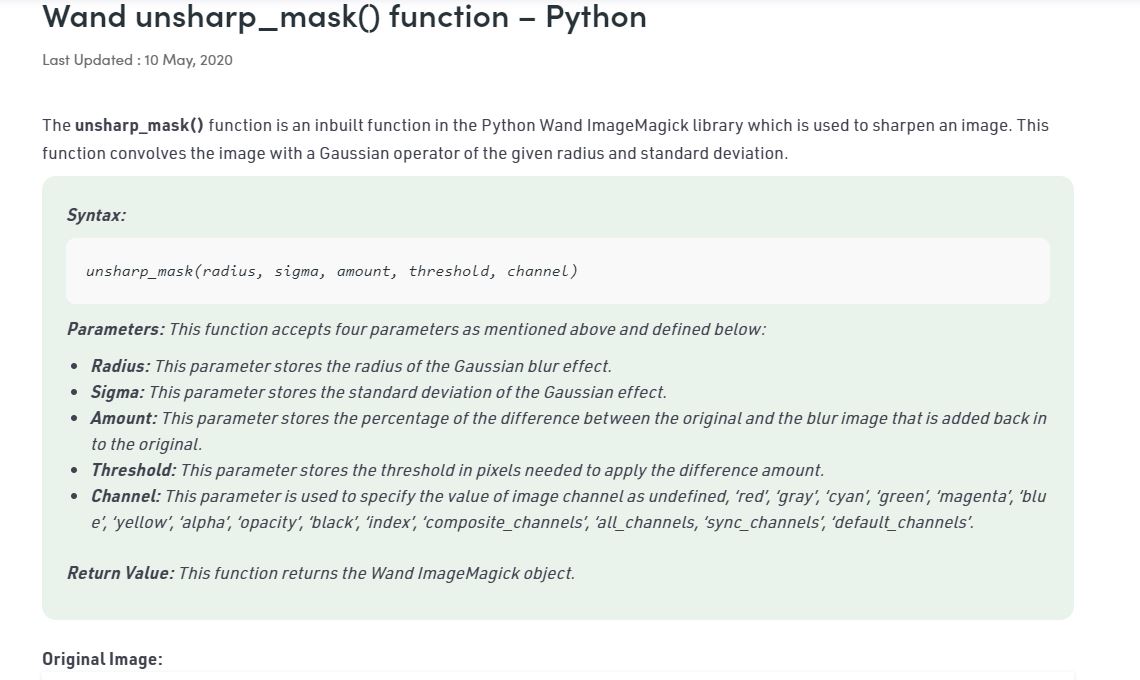 Wand unsharp_mask() function – Python
Last Updated : 10 May, 2020
The unsharp_mask() function is an inbuilt function in the Python Wand ImageMagick library which is used to sharpen an image. This
function convolves the image with a Gaussian operator of the given radius and standard deviation.
Syntax:
unsharp_mask(radius, sigma, amount, threshold, channel)
Parameters: This function accepts four parameters as mentioned above and defined below:
• Radius: This parameter stores the radius of the Gaussian blur effect.
• Sigma: This parameter stores the standard deviation of the Gaussian effect.
• Amount: This parameter stores the percentage of the difference between the original and the blur image that is added back in
to the original.
• Threshold: This parameter stores the threshold in pixels needed to apply the difference amount.
• Channel: This parameter is used to specify the value of image channel as undefined, ‘red’, ‘gray’, ‘cyan’, ‘green’, ‘magenta’, ‘blu
e’, ‘yellow’, ‘alpha’, ‘opacity’, ‘black’, ‘index’, ‘composite_channels’, ‘all_channels, ‘sync_channels’, ‘default_channels’.
Return Value: This function returns the Wand ImageMagick object.
Original Image: